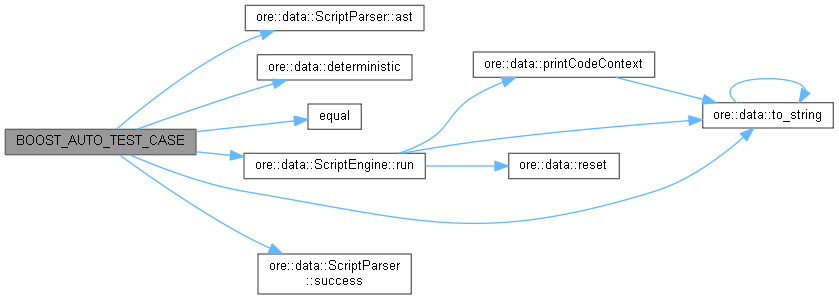 ore::data::ScriptParser::ast
ore::data::deterministic
ore::data::printCodeContext
equal
ore::data::to_string
BOOST_AUTO_TEST_CASE
ore::data::ScriptEngine::run
ore::data::reset
ore::data::ScriptParser
::success